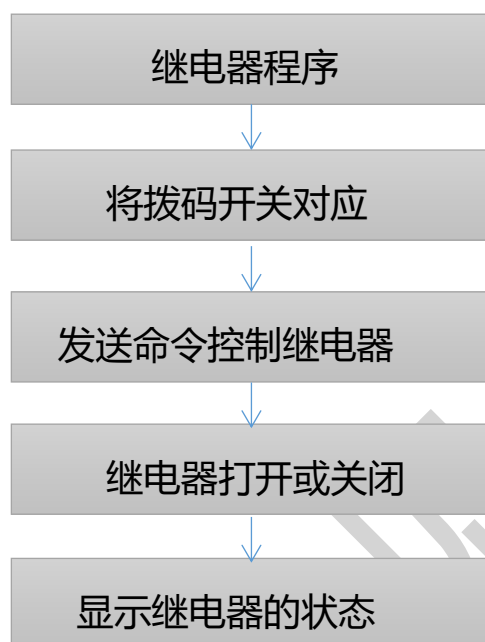 继电器程序
将拨码开关对应
发送命令控制继电器
继电器打开或关闭
显示继电器的状态